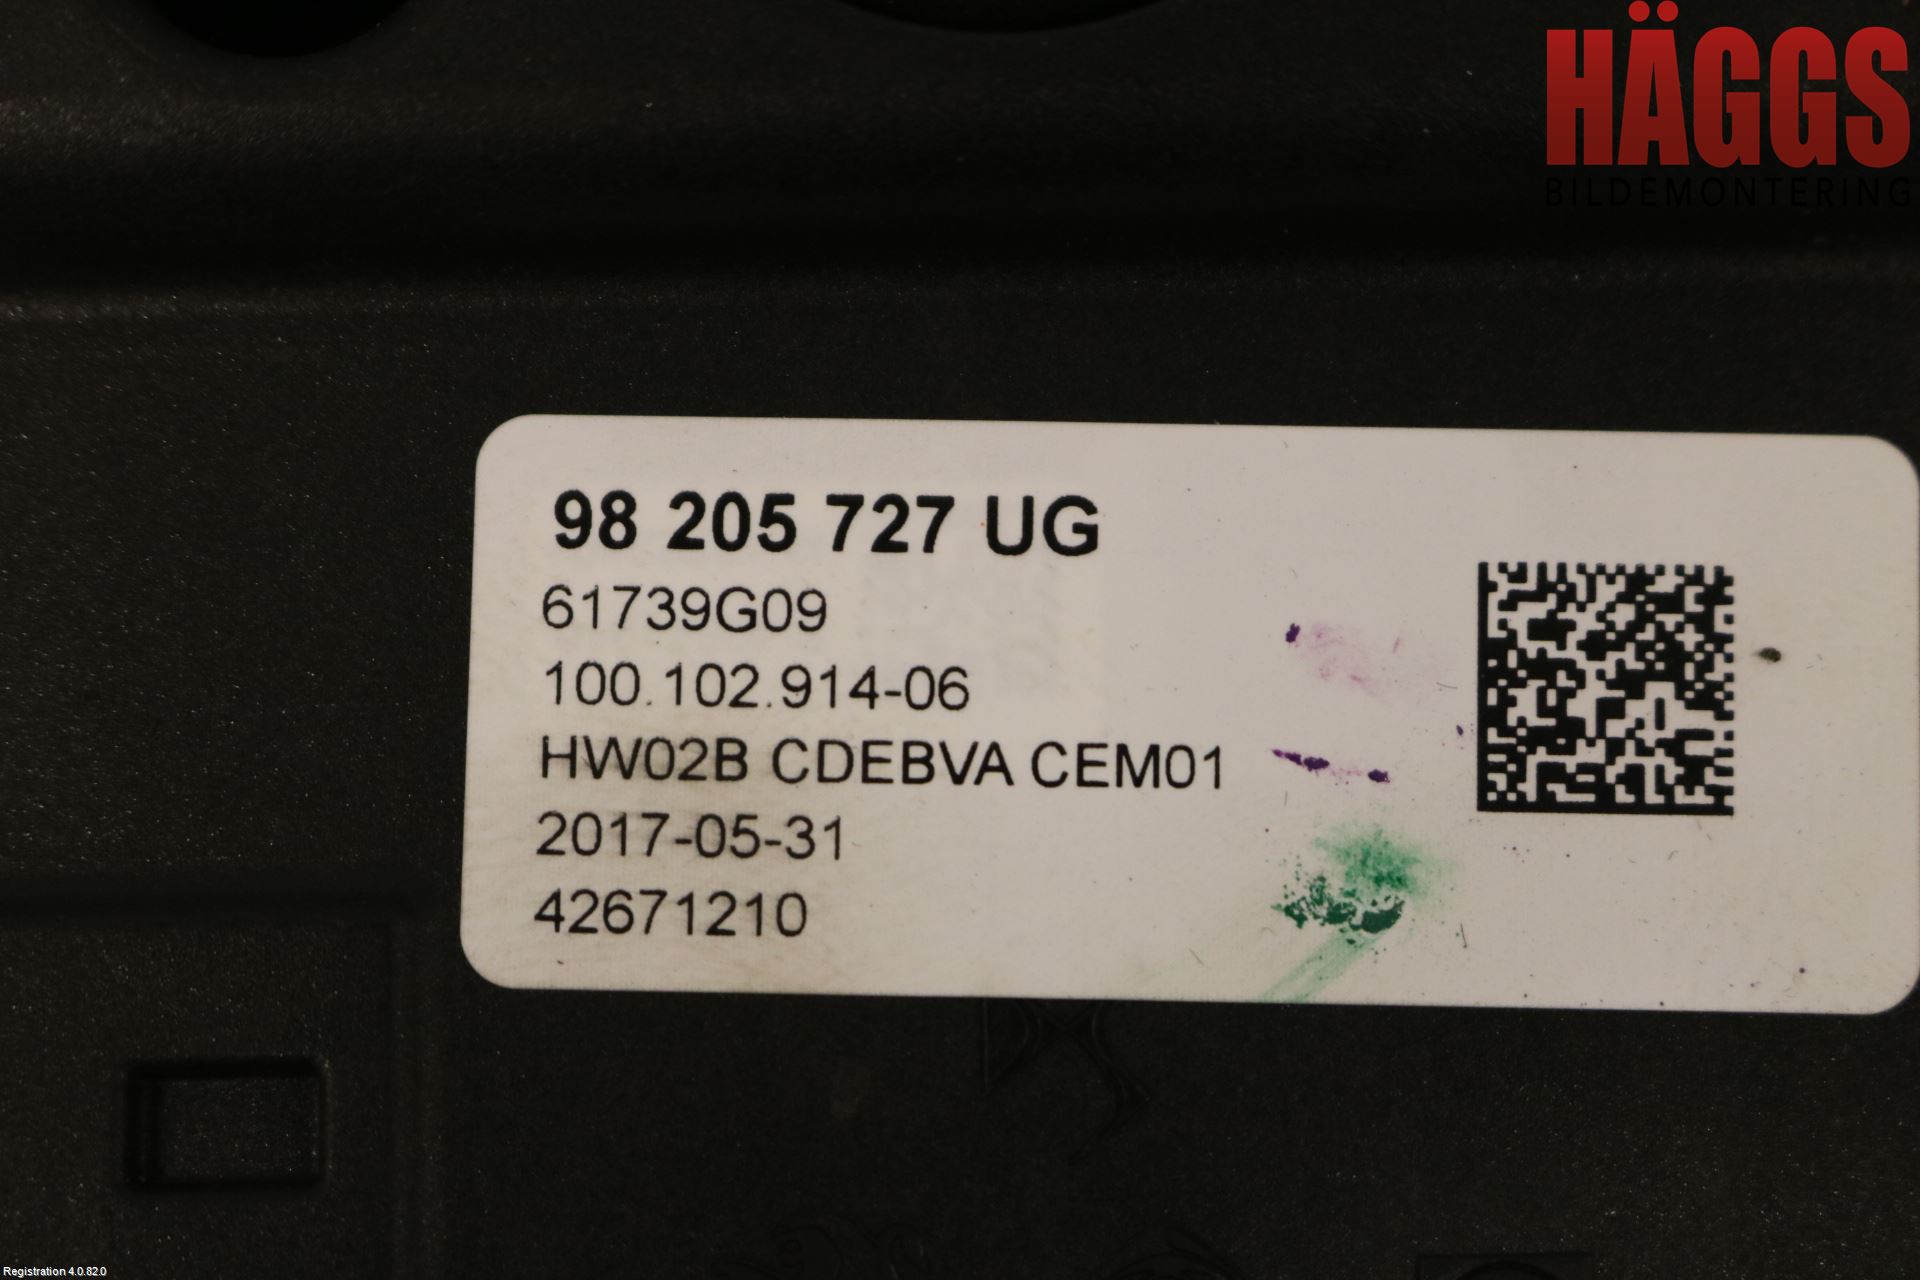 HÄGGS
BILDEMONTERING
98 205 727 UG
61739G09
100.102.914-06
HW02B CDEBVA CEM01
2017-05-31
42671210
Registration 4.0.82.0